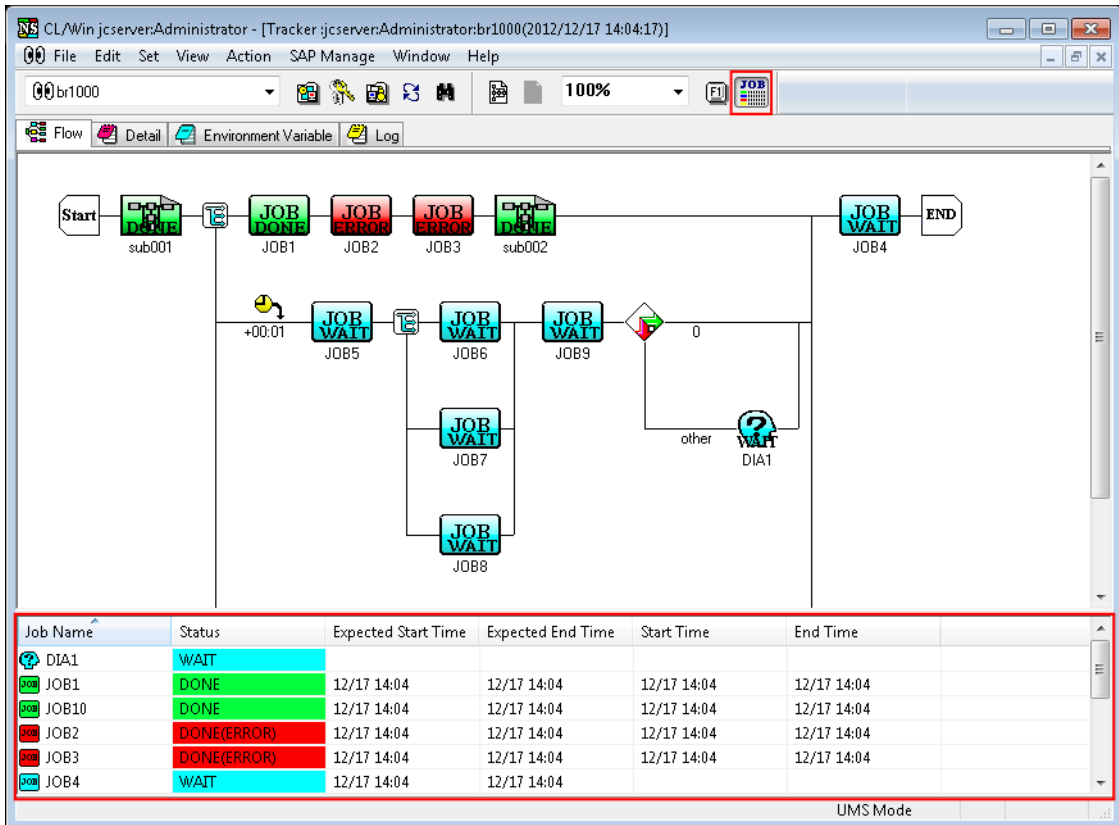 NS CL/Win jcserver:Administrator - [Tracker :jcserver:Administrator:br1000(2012/12/17 14:04:17)]
File Edit Set View Action SAP Manage Window Help
br1000 100% F1 JOB
Flow Detail Environment Variable Log
Start DONE JOB DONE JOB ERROR JOB ERROR DONE JOB WAIT END
sub001 JOB1 JOB2 JOB3 sub002 JOB4
+00:01 JOB WAIT JOB WAIT JOB WAIT 0
JOB5 JOB6 JOB9
JOB WAIT other WAIT
JOB7 DIA1
JOB WAIT
JOB8
Job Name Status Expected Start Time Expected End Time Start Time End Time
DIA1 WAIT
JOB JOB1 DONE 12/17 14:04 12/17 14:04 12/17 14:04 12/17 14:04
JOB JOB10 DONE 12/17 14:04 12/17 14:04 12/17 14:04 12/17 14:04
JOB JOB2 DONE(ERROR) 12/17 14:04 12/17 14:04 12/17 14:04 12/17 14:04
JOB JOB3 DONE(ERROR) 12/17 14:04 12/17 14:04 12/17 14:04 12/17 14:04
JOB JOB4 WAIT 12/17 14:04 12/17 14:04
UMS Mode